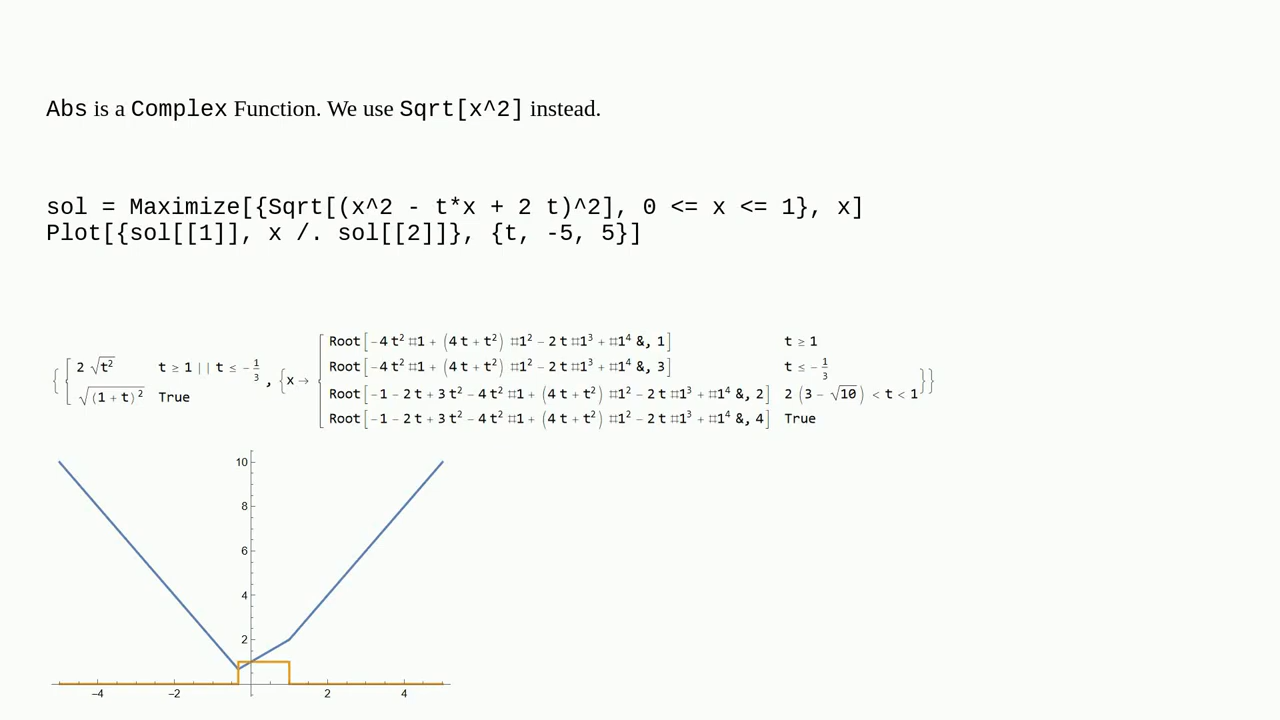 Abs is a Complex Function. We use Sqrt[x^2] instead.
sol = Maximize[{Sqrt[(x^2 - t*x + 2 t)^2], 0 <= x <= 1}, x]
Plot[{sol[[1]], x /. sol[[2]]}, {t, -5, 5}]
{ { 2 √t² t ≥ 1 || t ≤ -1/3
√(1 + t)² True , {x →
Root[-4 t² #1 + (4 t + t²) #1² - 2 t #1³ + #1⁴ &, 1] t ≥ 1
Root[-4 t² #1 + (4 t + t²) #1² - 2 t #1³ + #1⁴ &, 3] t ≤ -1/3
Root[-1 - 2 t + 3 t² - 4 t² #1 + (4 t + t²) #1² - 2 t #1³ + #1⁴ &, 2] 2 (3 - √10) < t < 1
Root[-1 - 2 t + 3 t² - 4 t² #1 + (4 t + t²) #1² - 2 t #1³ + #1⁴ &, 4] True }}
10
8
6
4
2
-4 -2 2 4